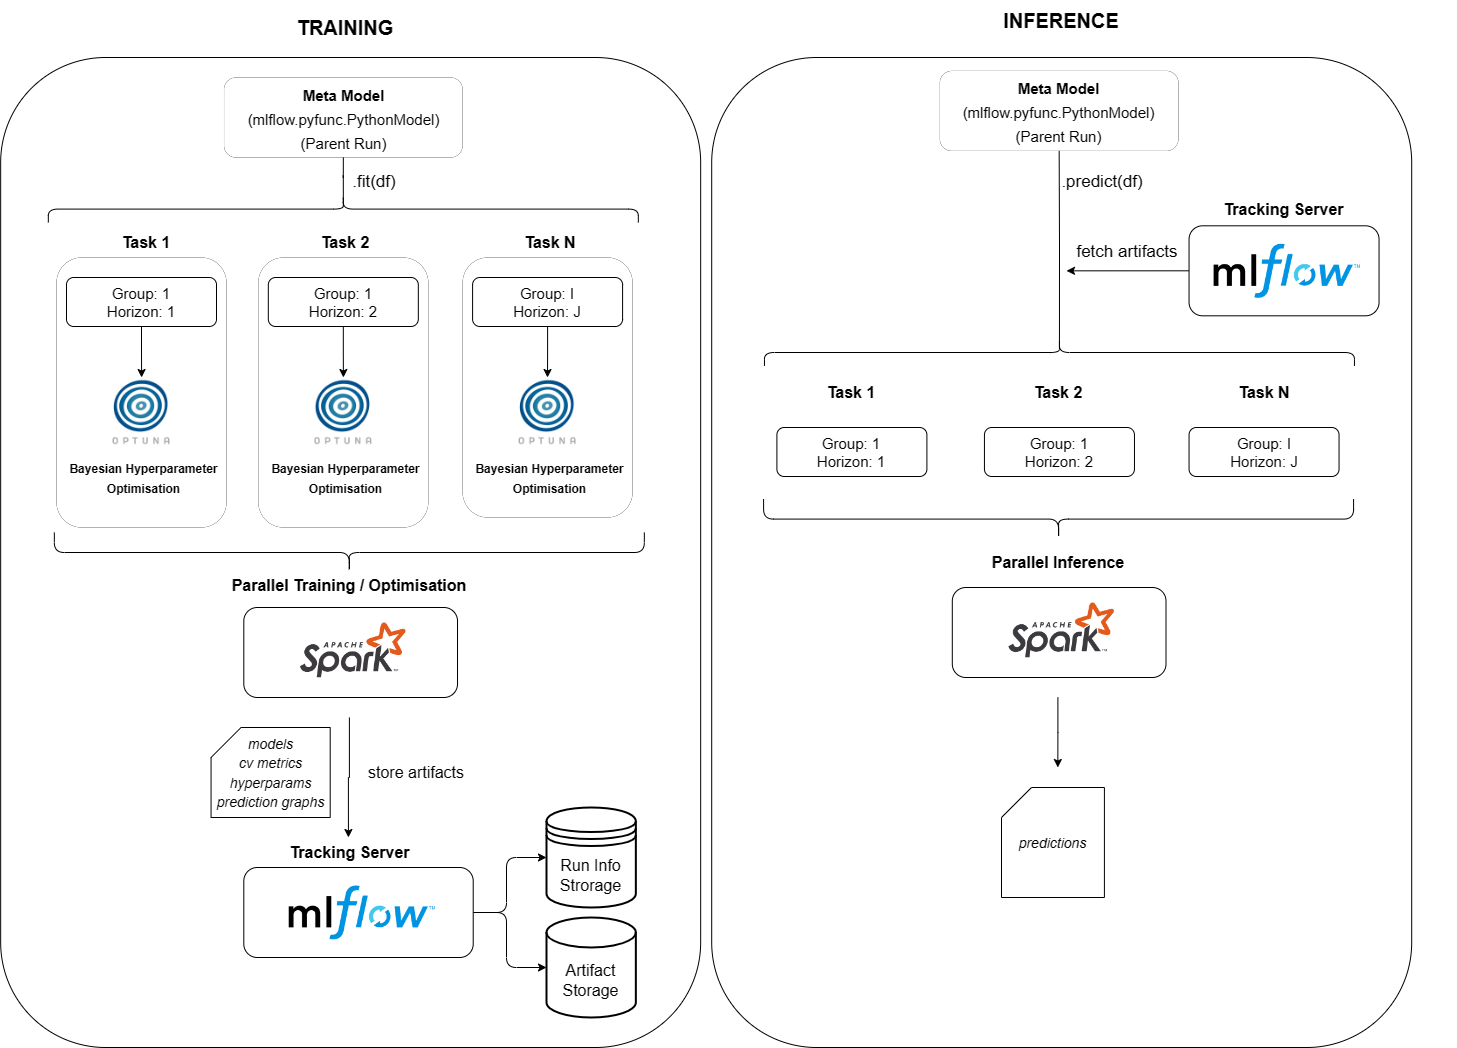 TRAINING
Meta Model
(mlflow.pyfunc.PythonModel)
(Parent Run)
.fit(df)
Task 1
Task 2
Task N
Group: 1
Horizon: 1
Group: 1
Horizon: 2
Group: I
Horizon: J
OPTUNA
OPTUNA
OPTUNA
Bayesian Hyperparameter
Optimisation
Bayesian Hyperparameter
Optimisation
Bayesian Hyperparameter
Optimisation
Parallel Training / Optimisation
APACHE
Spark™
models
cv metrics
hyperparams
prediction graphs
store artifacts
Tracking Server
mlflow™
Run Info
Strorage
Artifact
Storage
INFERENCE
Meta Model
(mlflow.pyfunc.PythonModel)
(Parent Run)
.predict(df)
Tracking Server
fetch artifacts
mlflow™
Task 1
Task 2
Task N
Group: 1
Horizon: 1
Group: 1
Horizon: 2
Group: I
Horizon: J
Parallel Inference
APACHE
Spark™
predictions